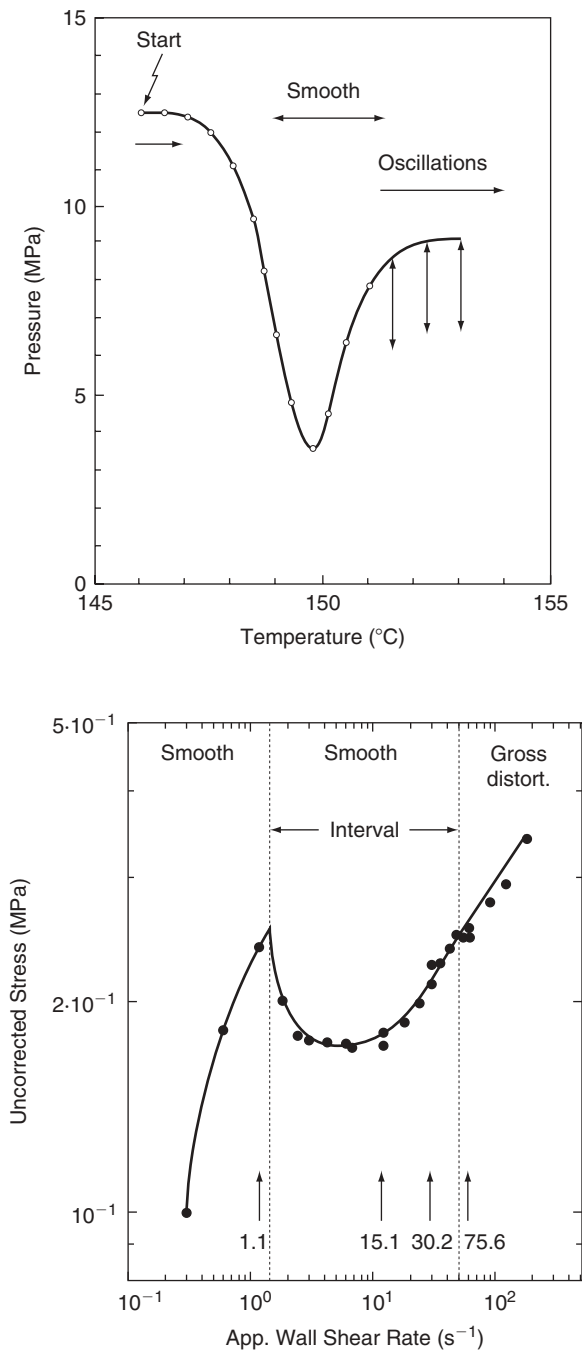 15
Start
Smooth
Oscillations
10
Pressure (MPa)
5
0
145
150
155
Temperature (°C)
5·10⁻¹
Smooth
Smooth
Gross
distort.
Interval
Uncorrected Stress (MPa)
2·10⁻¹
10⁻¹
1.1
15.1
30.2
75.6
10⁻¹
10⁰
10¹
10²
App. Wall Shear Rate (s⁻¹)